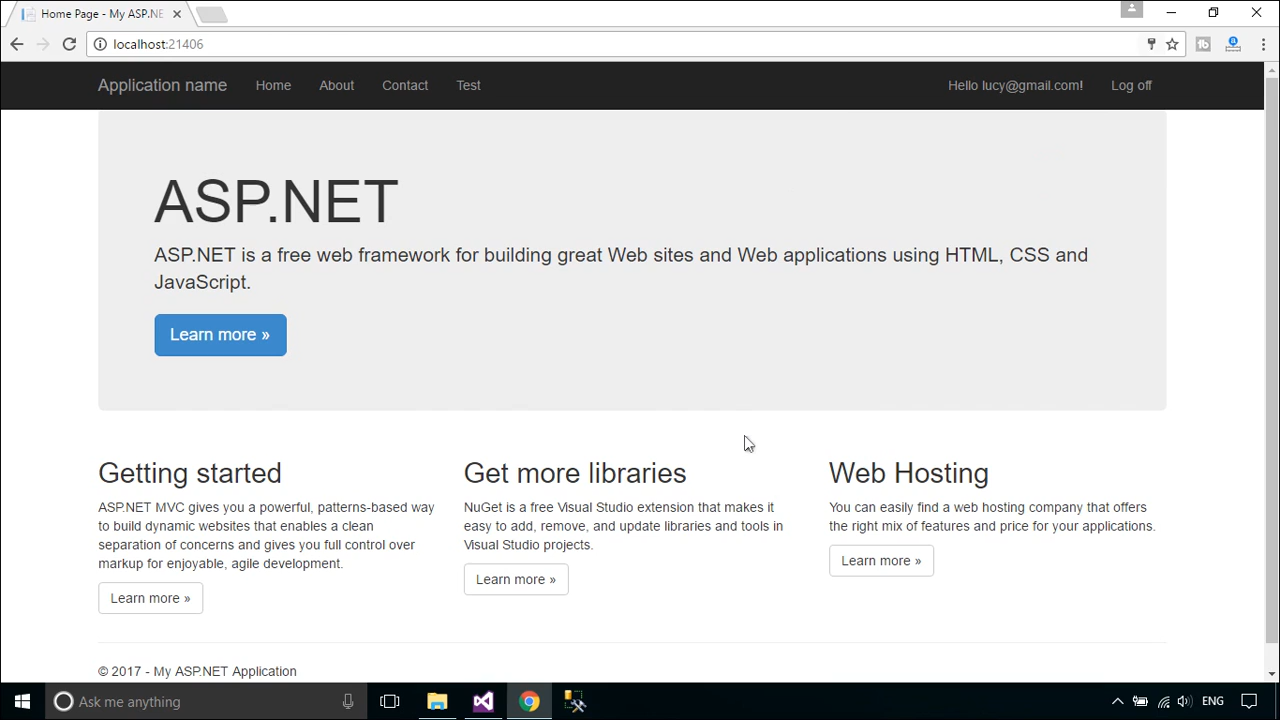 Home Page - My ASP.NE
localhost:21406
Application name Home About Contact Test Hello lucy@gmail.com! Log off
ASP.NET
ASP.NET is a free web framework for building great Web sites and Web applications using HTML, CSS and
JavaScript.
Learn more »
Getting started
ASP.NET MVC gives you a powerful, patterns-based way
to build dynamic websites that enables a clean
separation of concerns and gives you full control over
markup for enjoyable, agile development.
Learn more »
Get more libraries
NuGet is a free Visual Studio extension that makes it
easy to add, remove, and update libraries and tools in
Visual Studio projects.
Learn more »
Web Hosting
You can easily find a web hosting company that offers
the right mix of features and price for your applications.
Learn more »
© 2017 - My ASP.NET Application
Ask me anything
ENG